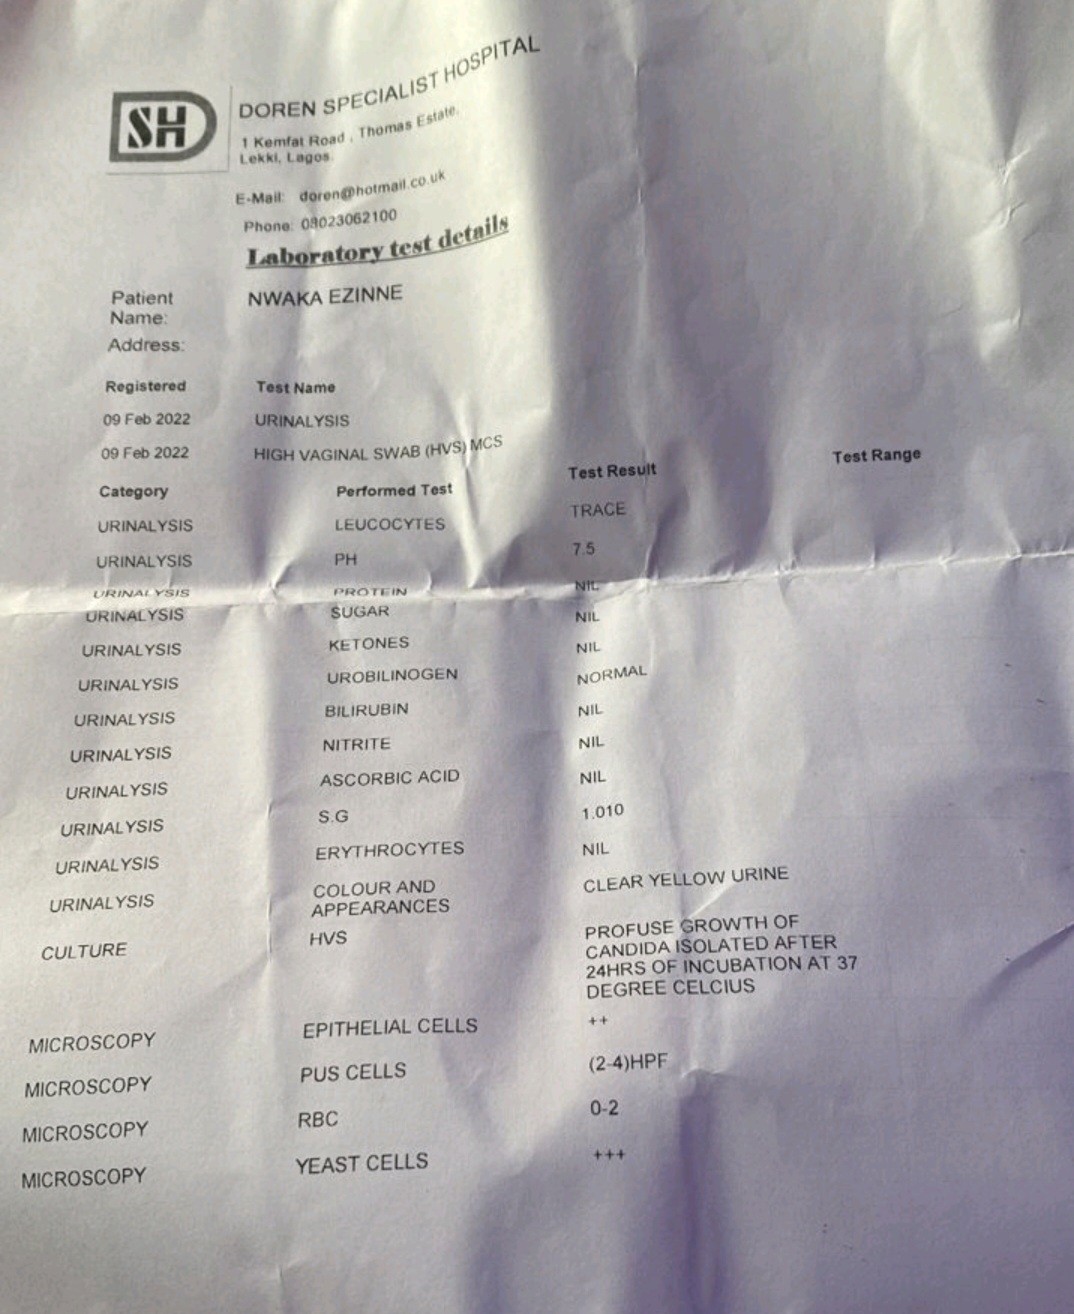 SH
DOREN SPECIALIST HOSPITAL
1 Kemfat Road , Thomas Estate,
Lekki, Lagos.
E-Mail: doren@hotmail.co.uk
Phone: 08023062100
Laboratory test details
Patient Name: NWAKA EZINNE
Address:
Registered Test Name
09 Feb 2022 URINALYSIS
09 Feb 2022 HIGH VAGINAL SWAB (HVS) MCS
Category Performed Test Test Result Test Range
URINALYSIS LEUCOCYTES TRACE
URINALYSIS PH 7.5
URINALYSIS PROTEIN NIL
URINALYSIS SUGAR NIL
URINALYSIS KETONES NIL
URINALYSIS UROBILINOGEN NORMAL
URINALYSIS BILIRUBIN NIL
URINALYSIS NITRITE NIL
URINALYSIS ASCORBIC ACID NIL
URINALYSIS S.G 1.010
URINALYSIS ERYTHROCYTES NIL
URINALYSIS COLOUR AND APPEARANCES CLEAR YELLOW URINE
CULTURE HVS PROFUSE GROWTH OF
CANDIDA ISOLATED AFTER
24HRS OF INCUBATION AT 37
DEGREE CELCIUS
MICROSCOPY EPITHELIAL CELLS ++
MICROSCOPY PUS CELLS (2-4)HPF
MICROSCOPY RBC 0-2
MICROSCOPY YEAST CELLS +++